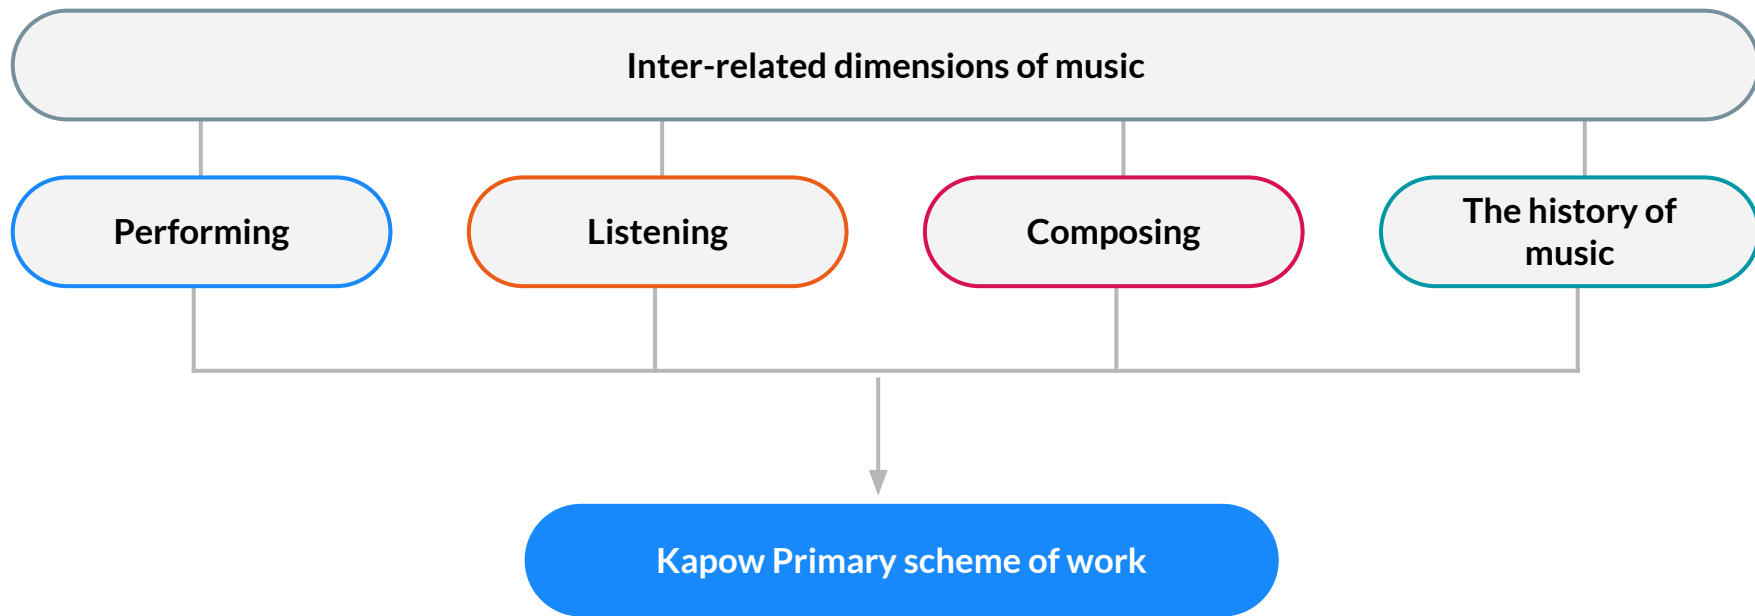 Inter-related dimensions of music
Performing
Listening
Composing
The history of
music
Kapow Primary scheme of work